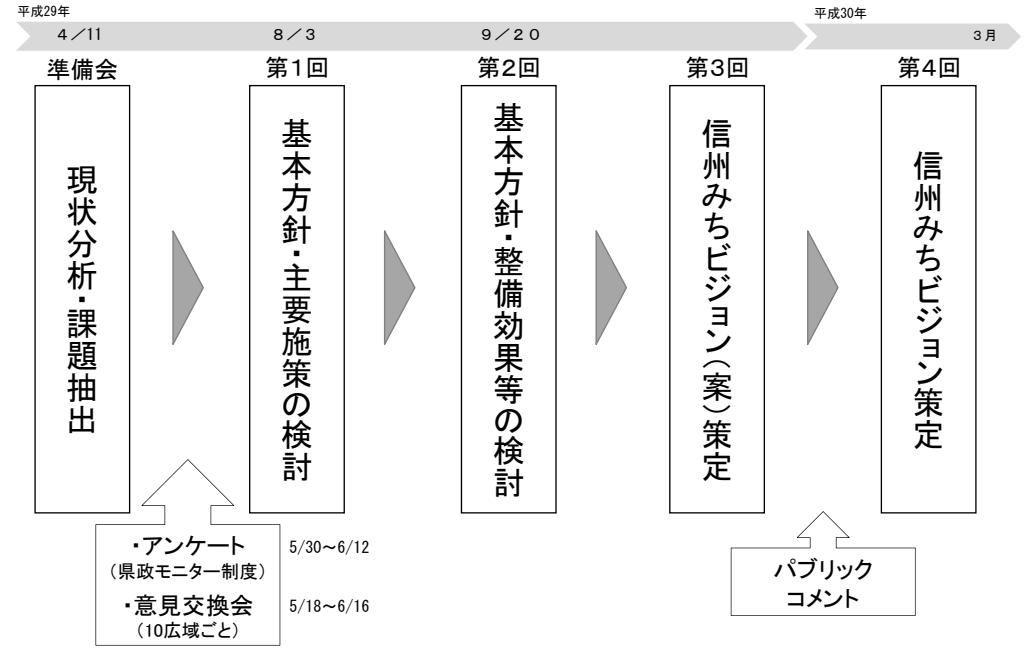 平成29年
平成30年
４／11
８／３
９／２０
３月
準備会
第１回
第２回
第３回
第４回
現状分析・課題抽出
基本方針・主要施策の検討
基本方針・整備効果等の検討
信州みちビジョン（案）策定
信州みちビジョン策定
・アンケート
（県政モニター制度）
5/30～6/12
・意見交換会
（10広域ごと）
5/18～6/16
パブリック
コメント